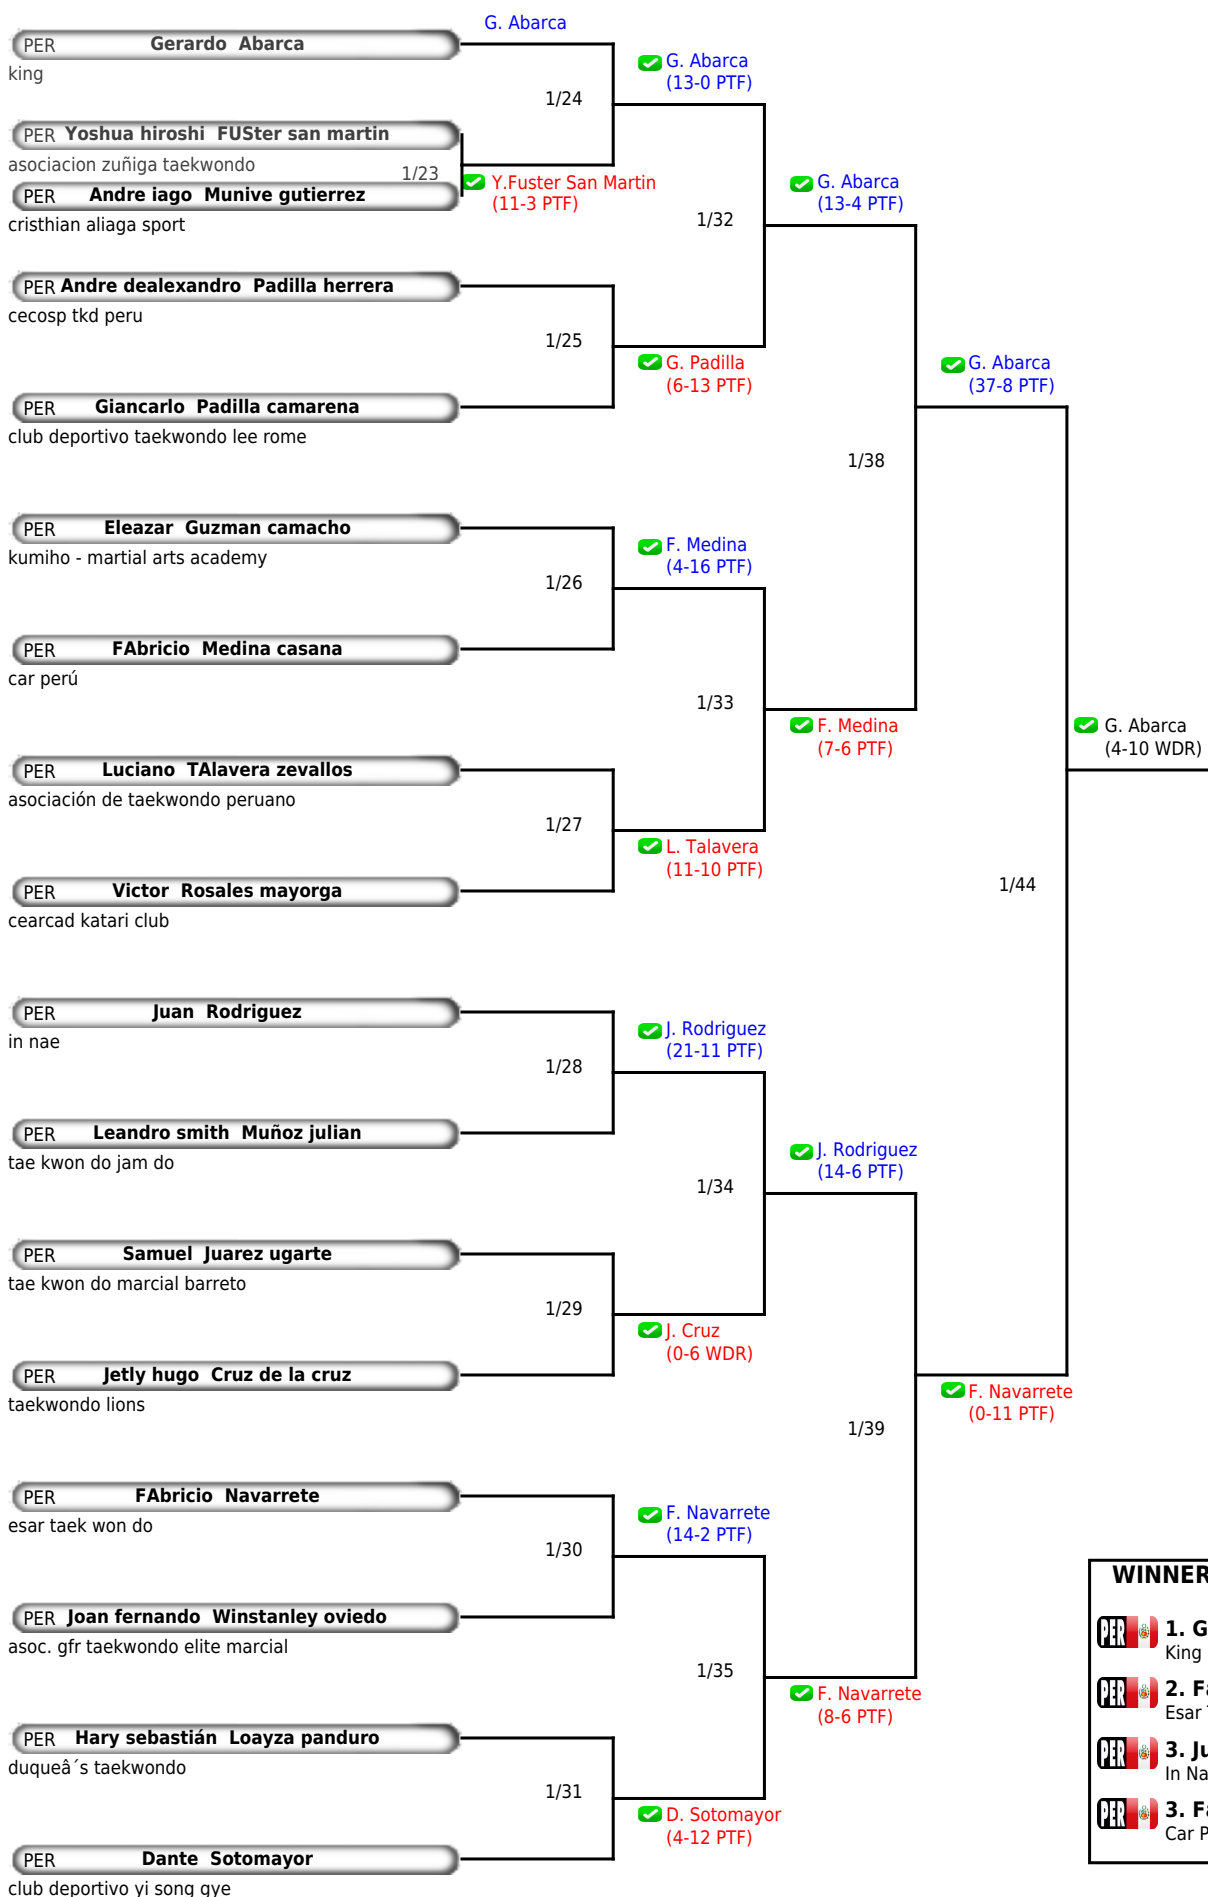 G. Abarca
PER Gerardo Abarca
king
G. Abarca
(13-0 PTF)
1/24
PER Yoshua hiroshi FUSter san martin
asociacion zuñiga taekwondo
1/23
Y.Fuster San Martin
(11-3 PTF)
PER Andre iago Munive gutierrez
cristhian aliaga sport
G. Abarca
(13-4 PTF)
1/32
PER Andre dealexandro Padilla herrera
cecosp tkd peru
1/25
G. Padilla
(6-13 PTF)
G. Abarca
(37-8 PTF)
PER Giancarlo Padilla camarena
club deportivo taekwondo lee rome
1/38
PER Eleazar Guzman camacho
kumiho - martial arts academy
F. Medina
(4-16 PTF)
1/26
PER FAbricio Medina casana
car perú
1/33
F. Medina
(7-6 PTF)
G. Abarca
(4-10 WDR)
PER Luciano TAlavera zevallos
asociación de taekwondo peruano
1/27
L. Talavera
(11-10 PTF)
PER Victor Rosales mayorga
cearcad katari club
1/44
PER Juan Rodriguez
in nae
J. Rodriguez
(21-11 PTF)
1/28
PER Leandro smith Muñoz julian
tae kwon do jam do
J. Rodriguez
(14-6 PTF)
1/34
PER Samuel Juarez ugarte
tae kwon do marcial barreto
1/29
J. Cruz
(0-6 WDR)
PER Jetly hugo Cruz de la cruz
taekwondo lions
F. Navarrete
(0-11 PTF)
1/39
PER FAbricio Navarrete
esar taek won do
F. Navarrete
(14-2 PTF)
1/30
PER Joan fernando Winstanley oviedo
asoc. gfr taekwondo elite marcial
1/35
F. Navarrete
(8-6 PTF)
PER Hary sebastián Loayza panduro
duqueâ´s taekwondo
1/31
D. Sotomayor
(4-12 PTF)
PER Dante Sotomayor
club deportivo yi song gye
WINNER
PER 1. G
King
PER 2. Fa
Esar
PER 3. Ju
In Na
PER 3. Fa
Car P